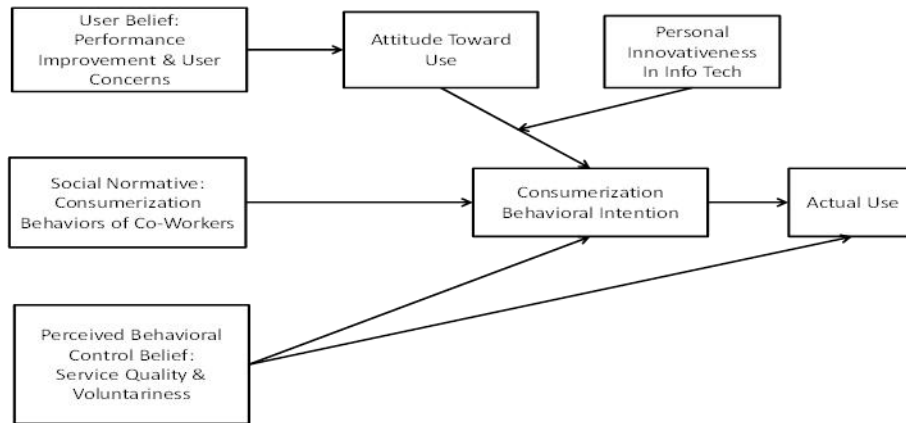 User Belief:
Performance
Improvement & User
Concerns
Attitude Toward
Use
Personal
Innovativeness
In Info Tech
Social Normative:
Consumerization
Behaviors of Co-Workers
Consumerization
Behavioral Intention
Actual Use
Perceived Behavioral
Control Belief:
Service Quality &
Voluntariness